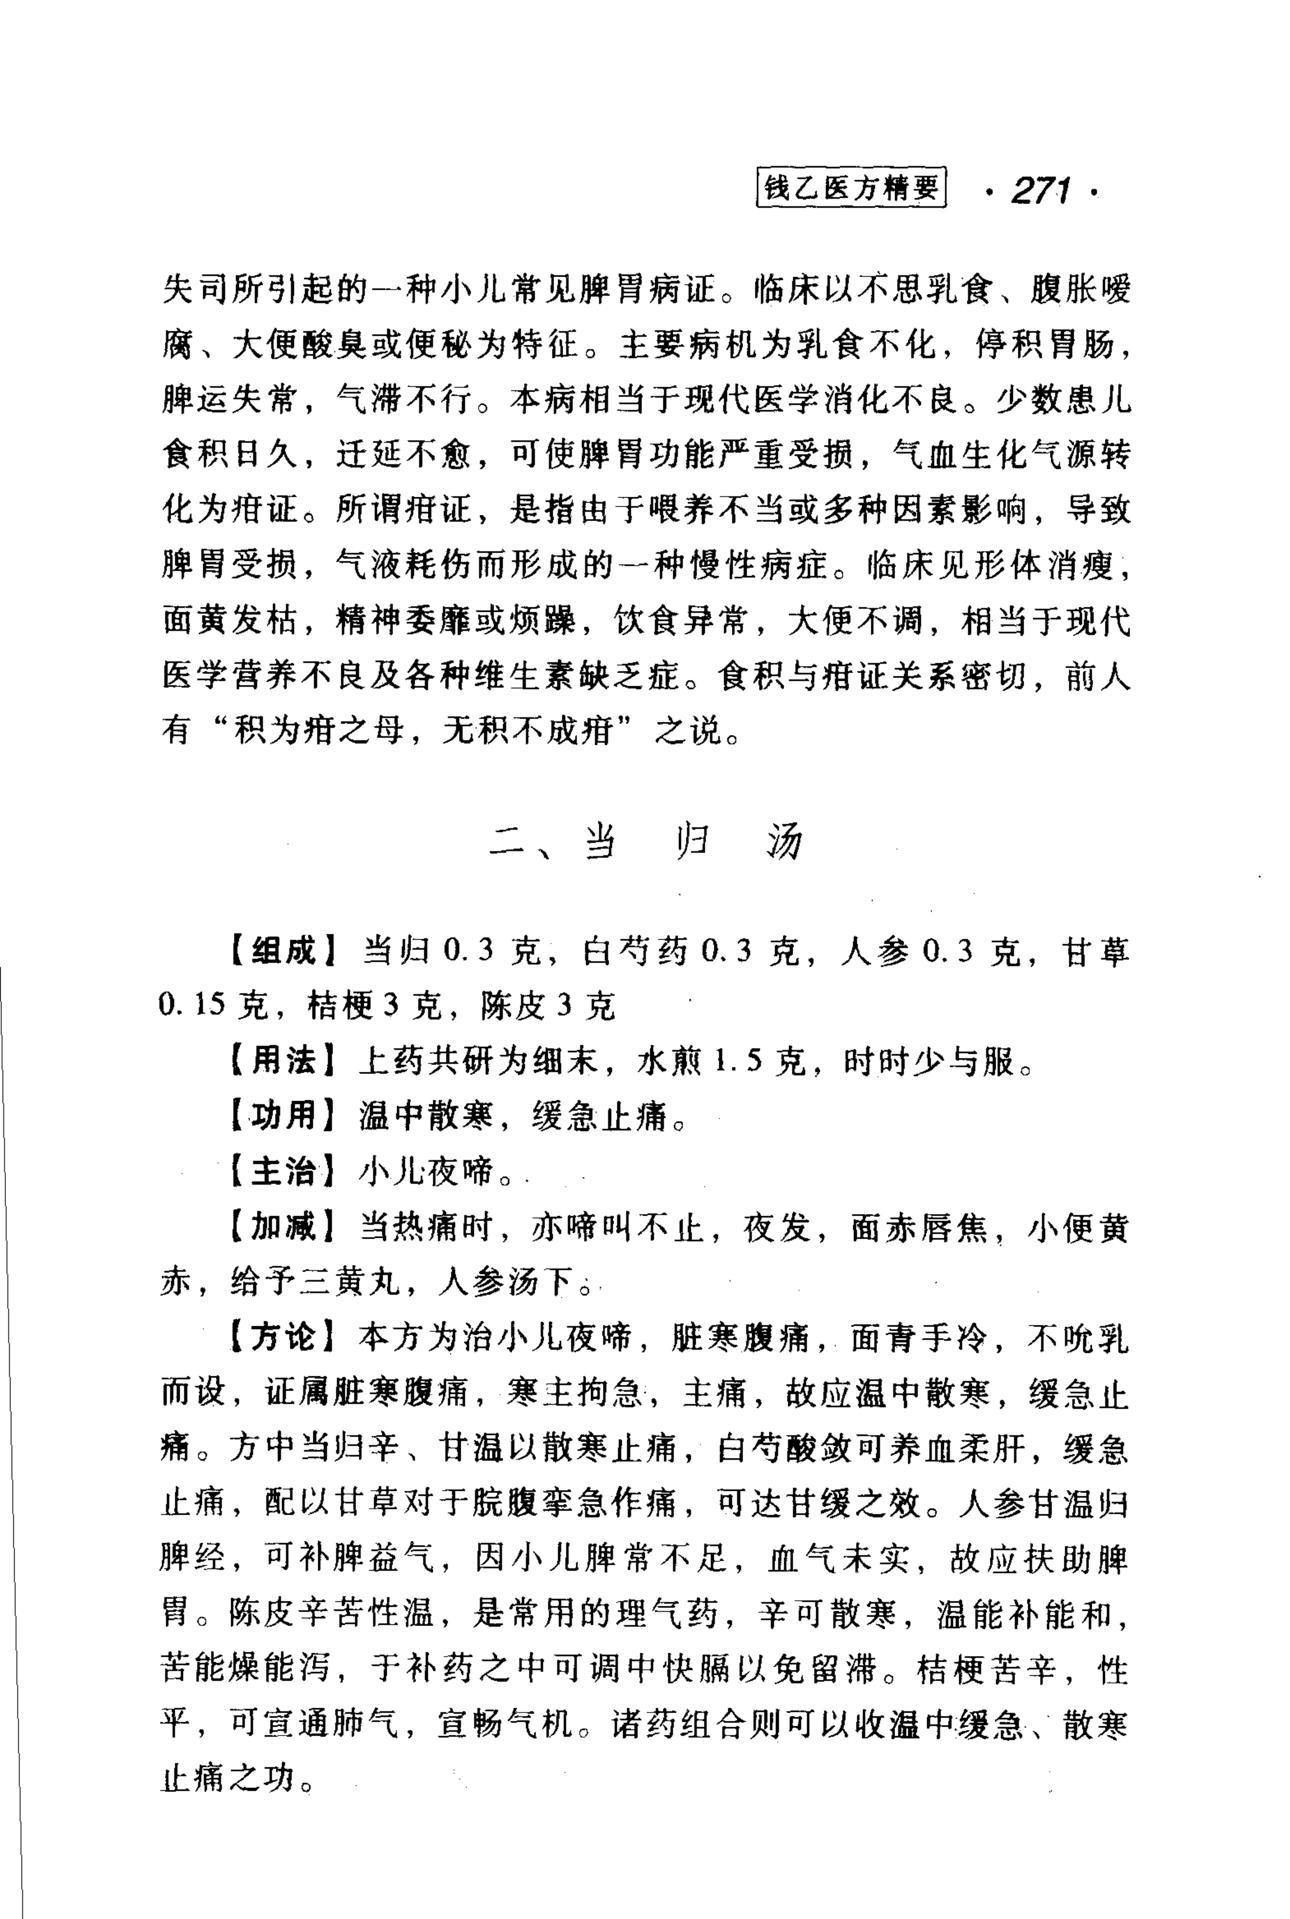 钱乙医方精要 · 271 ·
失司所引起的一种小儿常见脾胃病证。临床以不思乳食、腹胀嗳
腐、大便酸臭或便秘为特征。主要病机为乳食不化，停积胃肠，
脾运失常，气滞不行。本病相当于现代医学消化不良。少数患儿
食积日久，迁延不愈，可使脾胃功能严重受损，气血生化气源转
化为疳证。所谓疳证，是指由于喂养不当或多种因素影响，导致
脾胃受损，气液耗伤而形成的一种慢性病症。临床见形体消瘦，
面黄发枯，精神委靡或烦躁，饮食异常，大便不调，相当于现代
医学营养不良及各种维生素缺乏症。食积与疳证关系密切，前人
有“积为疳之母，无积不成疳”之说。
二、当 归 汤
【组成】当归0.3克，白芍药0.3克，人参0.3克，甘草
0.15克，桔梗3克，陈皮3克
【用法】上药共研为细末，水煎1.5克，时时少与服。
【功用】温中散寒，缓急止痛。
【主治】小儿夜啼。
【加减】当热痛时，亦啼叫不止，夜发，面赤唇焦，小便黄
赤，给予三黄丸，人参汤下。
【方论】本方为治小儿夜啼，脏寒腹痛，面青手冷，不吮乳
而设，证属脏寒腹痛，寒主拘急，主痛，故应温中散寒，缓急止
痛。方中当归辛、甘温以散寒止痛，白芍酸敛可养血柔肝，缓急
止痛，配以甘草对于脘腹挛急作痛，可达甘缓之效。人参甘温归
脾经，可补脾益气，因小儿脾常不足，血气未实，故应扶助脾
胃。陈皮辛苦性温，是常用的理气药，辛可散寒，温能补能和，
苦能燥能泻，于补药之中可调中快膈以免留滞。桔梗苦辛，性
平，可宣通肺气，宣畅气机。诸药组合则可以收温中缓急、散寒
止痛之功。